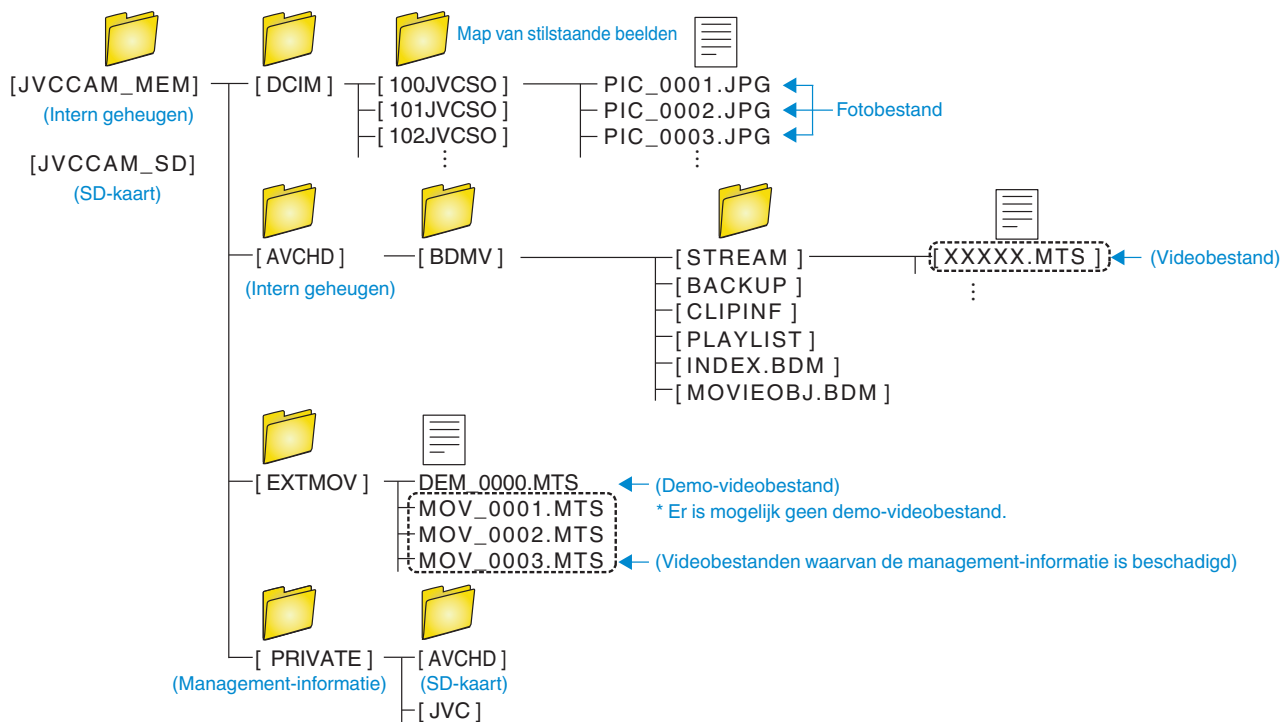 Map van stilstaande beelden
[JVCCAM_MEM]
(Intern geheugen)
[JVCCAM_SD]
(SD-kaart)
[DCIM]
[100JVCSO]
[101JVCSO]
[102JVCSO]
PIC_0001.JPG
PIC_0002.JPG
PIC_0003.JPG
Fotobestand
[AVCHD]
(Intern geheugen)
[BDMV]
[STREAM]
[BACKUP]
[CLIPINF]
[PLAYLIST]
[INDEX.BDM]
[MOVIEOBJ.BDM]
[XXXXX.MTS]
(Videobestand)
[EXTMOV]
DEM_0000.MTS
(Demo-videobestand)
* Er is mogelijk geen demo-videobestand.
MOV_0001.MTS
MOV_0002.MTS
MOV_0003.MTS
(Videobestanden waarvan de management-informatie is beschadigd)
[PRIVATE]
(Management-informatie)
[AVCHD]
(SD-kaart)
[JVC]